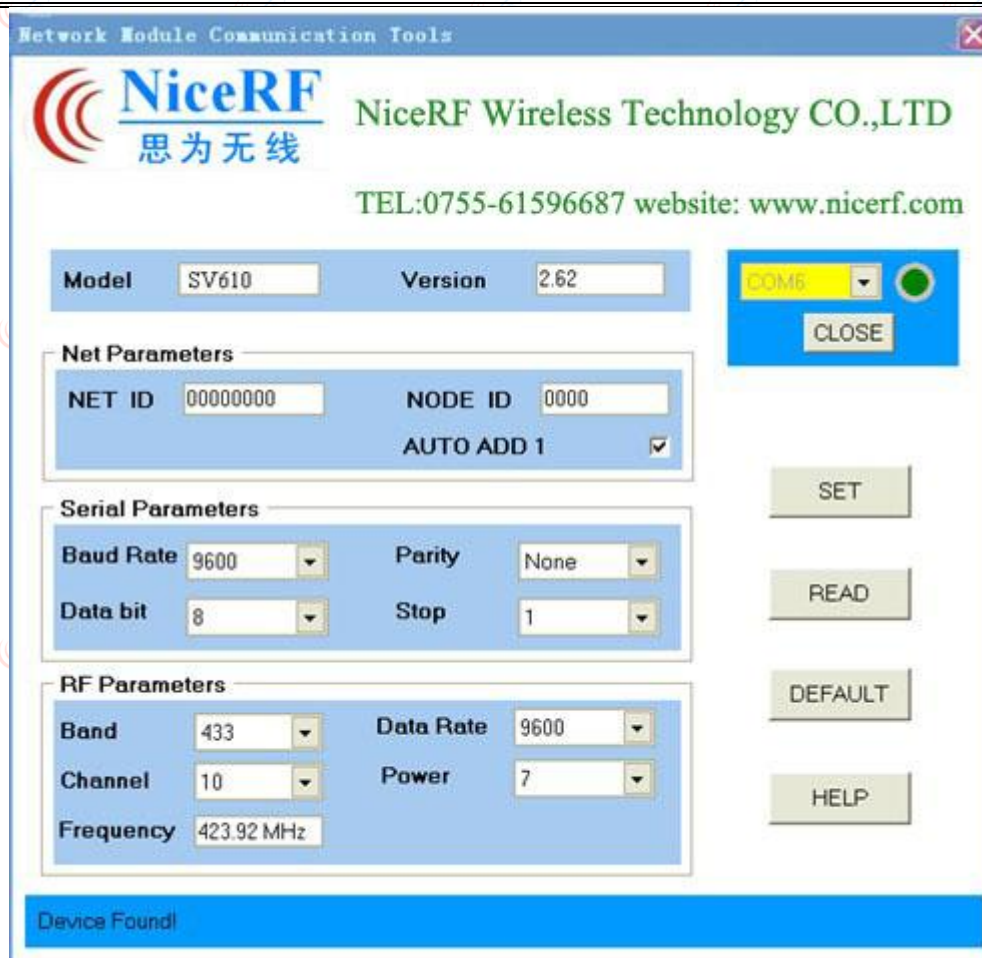 Network Module Communication Tools
NiceRF
思为无线
NiceRF Wireless Technology CO.,LTD
TEL:0755-61596687 website: www.nicerf.com
Model SV610 Version 2.62
COM6
CLOSE
Net Parameters
NET ID 00000000 NODE ID 0000
AUTO ADD 1
Serial Parameters
Baud Rate 9600 Parity None
Data bit 8 Stop 1
RF Parameters
Band 433 Data Rate 9600
Channel 10 Power 7
Frequency 423.92 MHz
SET
READ
DEFAULT
HELP
Device Found!